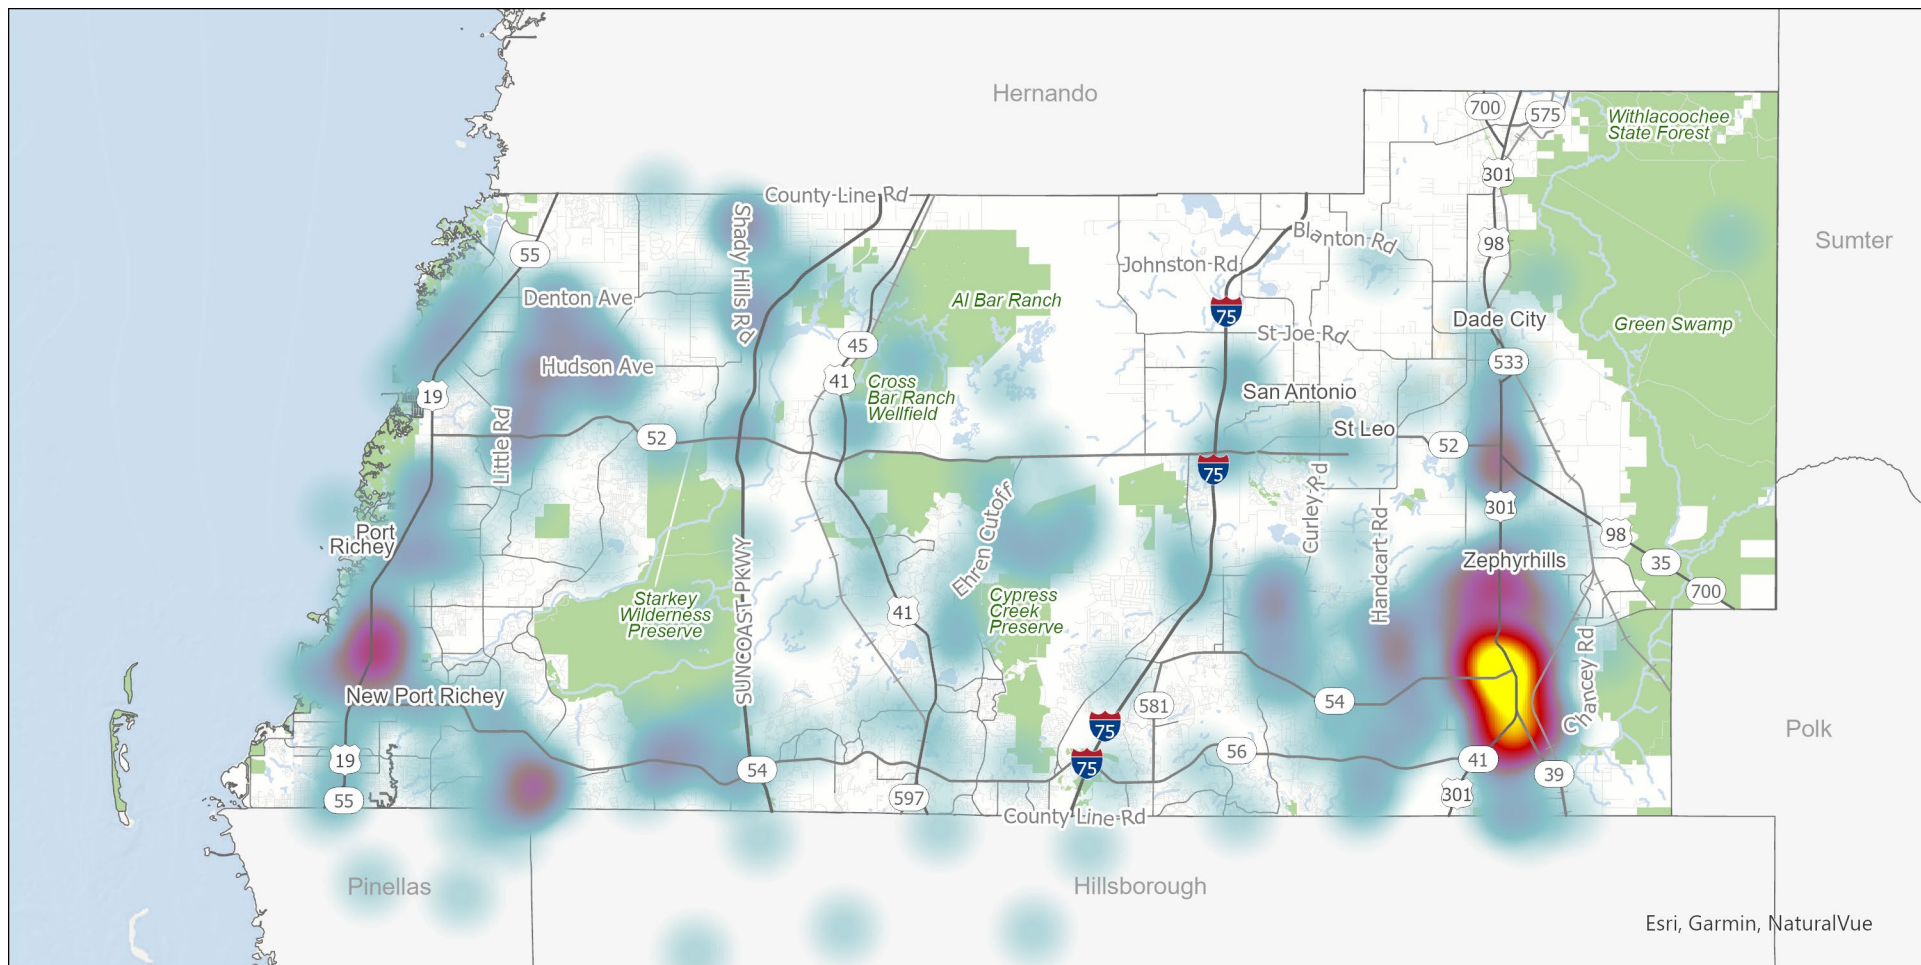 Hernando
700
575
Withlacoochee
State Forest
301
County Line Rd
Shady Hills Rd
55
98
Blanton Rd
Sumter
Johnston Rd
Denton Ave
Al Bar Ranch
75
Dade City
Green Swamp
St Joe Rd
45
533
Hudson Ave
41
Cross
Bar Ranch
Wellfield
19
San Antonio
Little Rd
52
St Leo
52
75
Curley Rd
Ehren Cutoff
301
Handcart Rd
98
Port
Richey
Zephyrhills
35
700
SUNCOAST PKWY
Starkey
Wilderness
Preserve
41
Cypress
Creek
Preserve
Chancey Rd
New Port Richey
54
581
75
Polk
56
19
54
75
41
39
55
597
301
County Line Rd
Pinellas
Hillsborough
Esri, Garmin, NaturalVue